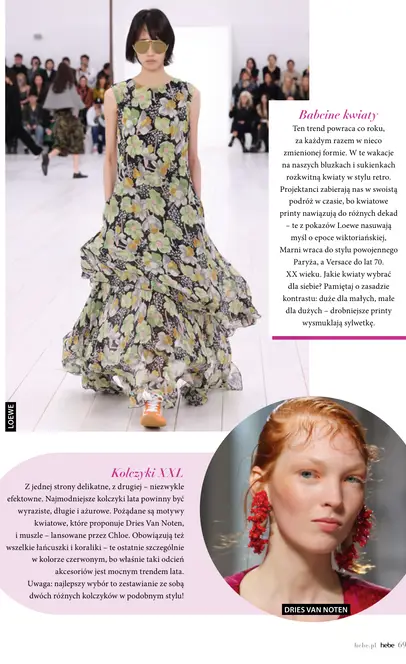 Babcine kwiaty
Ten trend powraca co roku,
za każdym razem w nieco
zmienionej formie. W te wakacje
na naszych bluzkach i sukienkach
rozkwitną kwiaty w stylu retro.
Projektanci zabierają nas w swoistą
podróż w czasie, bo kwiatowe
printy nawiązują do różnych dekad
– te z pokazów Loewe nasuwają
myśl o epoce wiktoriańskiej,
Marni wraca do stylu powojennego
Paryża, a Versace do lat 70.
XX wieku. Jakie kwiaty wybrać
dla siebie? Pamiętaj o zasadzie
kontrastu: duże dla małych, małe
dla dużych – drobniejsze printy
wysmuklają sylwetkę.
LOEWE
Kolczyki XXL
Z jednej strony delikatne, z drugiej – niezwykle
efektowne. Najmodniejsze kolczyki lata powinny być
wyraziste, długie i ażurowe. Pożądane są motywy
kwiatowe, które proponuje Dries Van Noten,
i muszle – lansowane przez Chloe. Obowiązują też
wszelkie łańcuszki i koraliki – te ostatnie szczególnie
w kolorze czerwonym, bo właśnie taki odcień
akcesoriów jest mocnym trendem lata.
Uwaga: najlepszy wybór to zestawianie ze sobą
dwóch różnych kolczyków w podobnym stylu!
DRIES VAN NOTEN
hebe.pl hebe 69